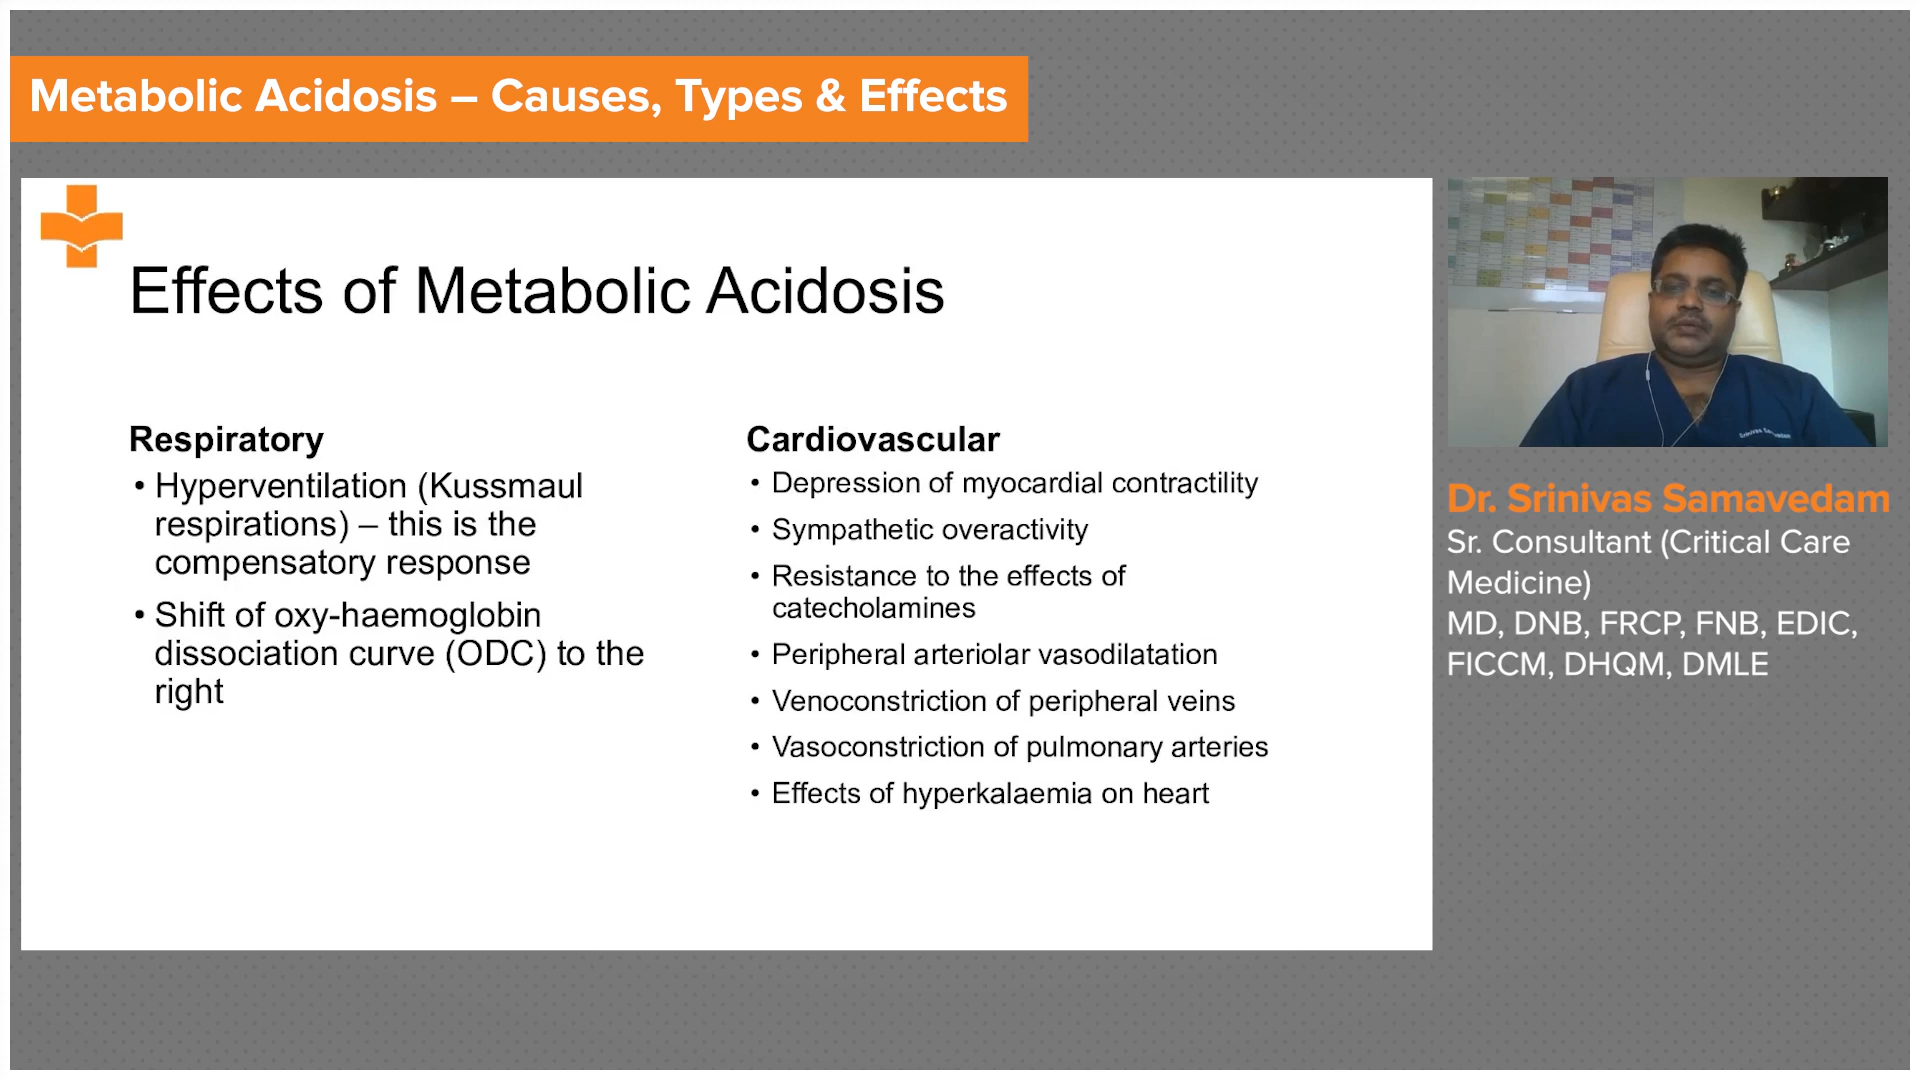 Metabolic Acidosis – Causes, Types & Effects
Effects of Metabolic Acidosis
Respiratory
• Hyperventilation (Kussmaul
respirations) – this is the
compensatory response
• Shift of oxy-haemoglobin
dissociation curve (ODC) to the
right
Cardiovascular
• Depression of myocardial contractility
• Sympathetic overactivity
• Resistance to the effects of
catecholamines
• Peripheral arteriolar vasodilatation
• Venoconstriction of peripheral veins
• Vasoconstriction of pulmonary arteries
• Effects of hyperkalaemia on heart
Dr. Srinivas Samavedam
Sr. Consultant (Critical Care
Medicine)
MD, DNB, FRCP, FNB, EDIC,
FICCM, DHQM, DMLE